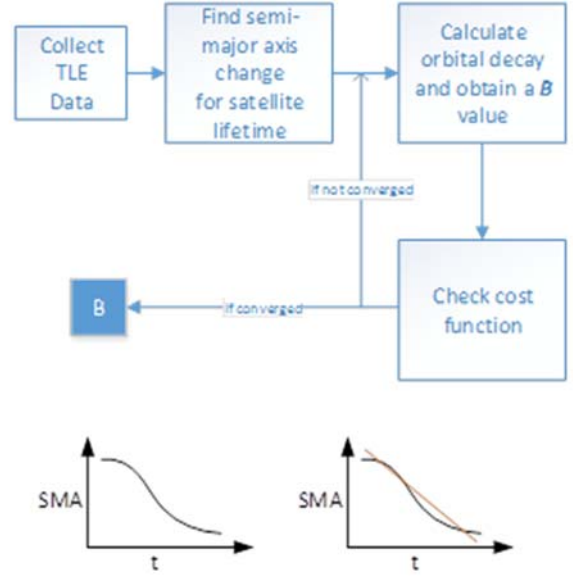 Collect
TLE
Data
Find semi-
major axis
change
for satellite
lifetime
Calculate
orbital decay
and obtain a B
value
If not converged
Check cost
function
B
If converged
SMA
t
SMA
t